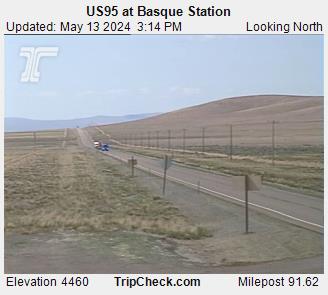 US95 at Basque Station
Updated: May 13 2024 3:14 PM Looking North
Elevation 4460 TripCheck.com Milepost 91.62